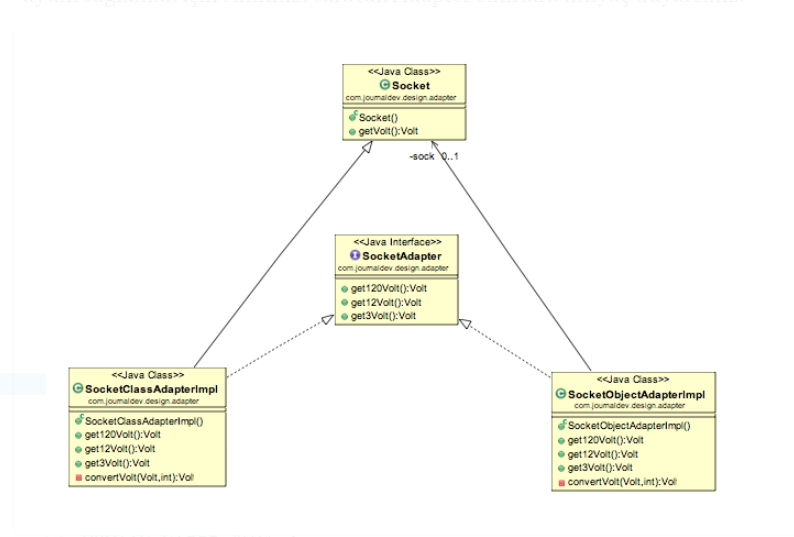 <<Java Class>>
Socket
com.journaldev.design.adapter
Socket()
getVolt():Volt
-sock 0..1
<<Java Interface>>
SocketAdapter
com.journaldev.design.adapter
get120Volt():Volt
get12Volt():Volt
get3Volt():Volt
<<Java Class>>
SocketClassAdapterImpl
com.journaldev.design.adapter
SocketClassAdapterImpl()
get120Volt():Volt
get12Volt():Volt
get3Volt():Volt
convertVolt(Volt,int):Vol
<<Java Class>>
SocketObjectAdapterImpl
com.journaldev.design.adapter
SocketObjectAdapterImpl()
get120Volt():Volt
get12Volt():Volt
get3Volt():Volt
convertVolt(Volt,int):Vol